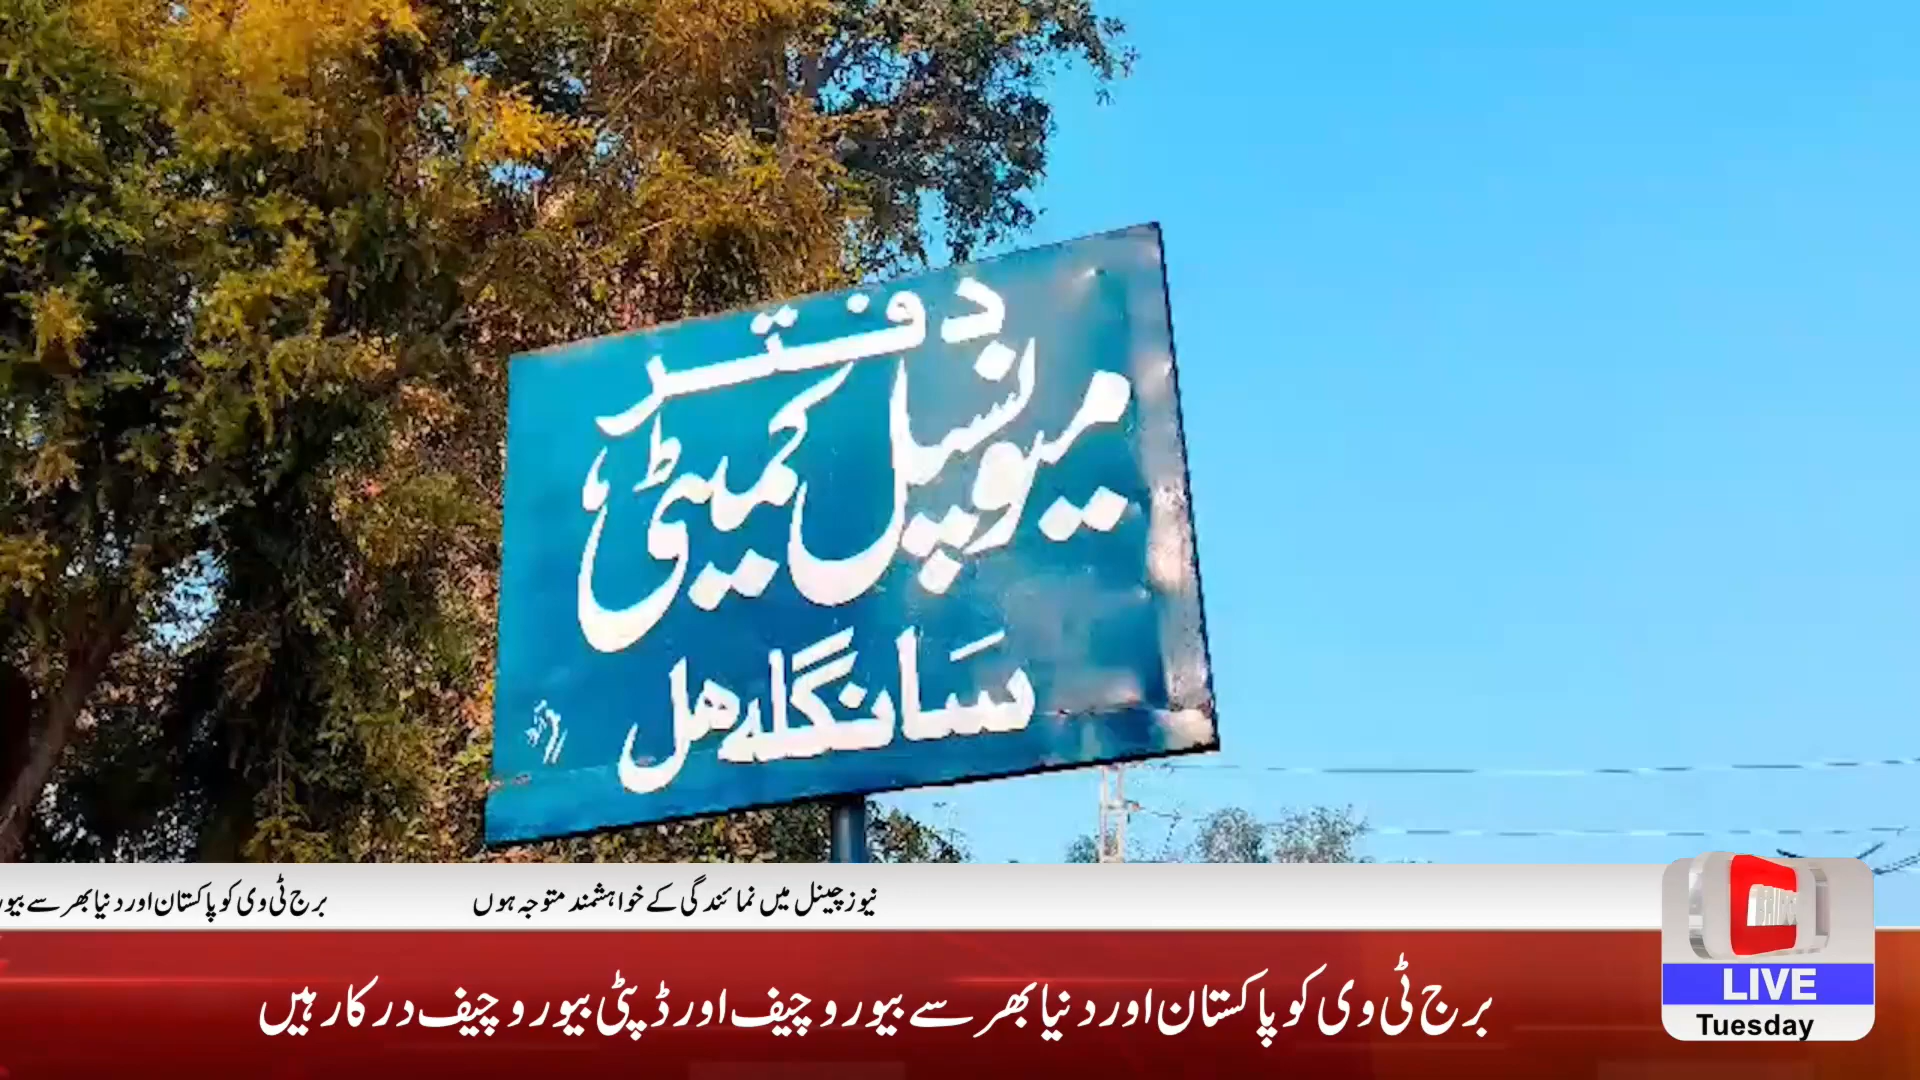 دفتر
میونسپل کمیٹی
سانگلہ ھل
نیوز چینل میں نمائندگی کے خواہشمند متوجہ ہوں
برج ٹی وی کو پاکستان اور دنیا بھر سے بیور
برج ٹی وی کو پاکستان اور دنیا بھر سے بیورو چیف اور ڈپٹی بیورو چیف درکار ہیں
LIVE
Tuesday